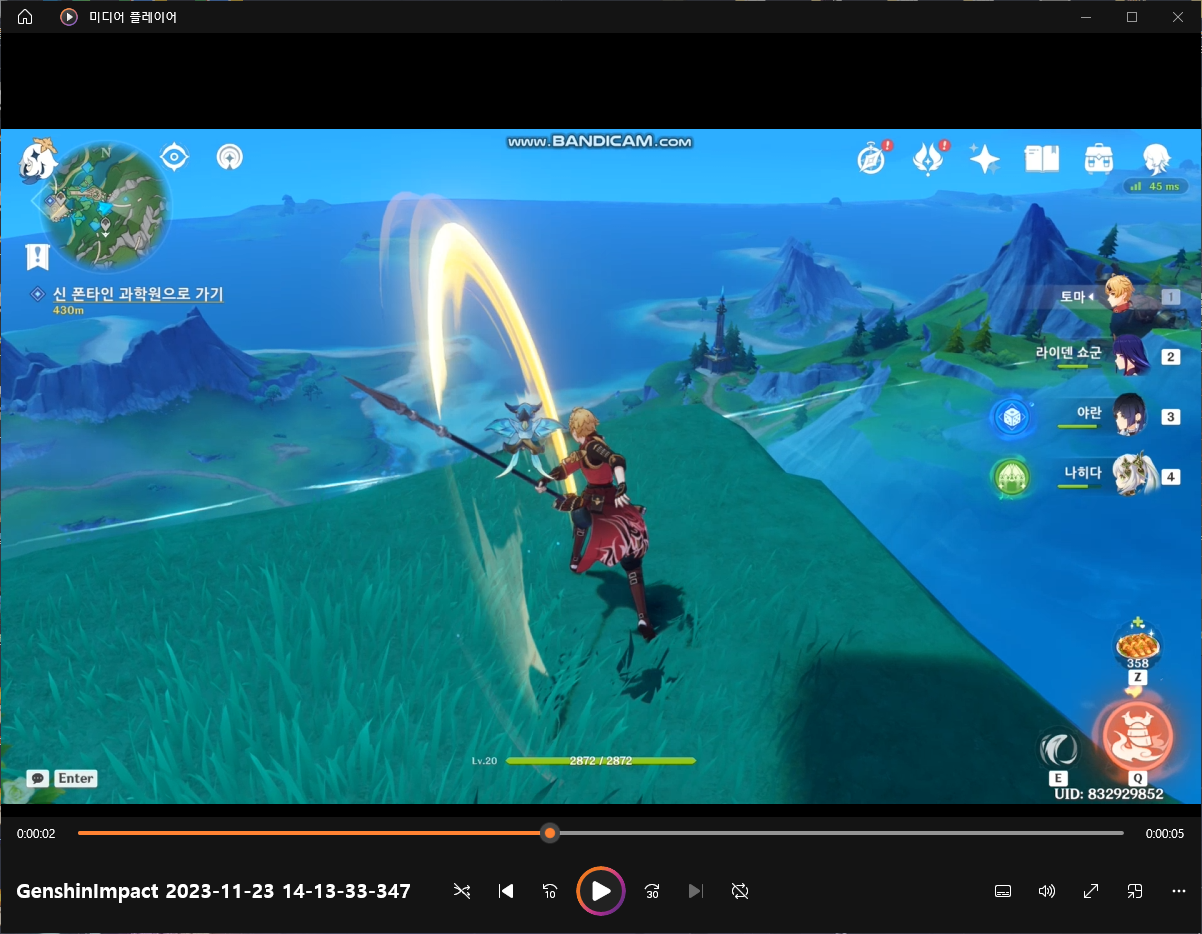 미디어 플레이어
www.BANDICAM.com
N
45 ms
신 폰타인 과학원으로 가기
430m
토마
1
라이덴 쇼군
2
야란
3
나히다
4
358
Z
Lv.20
2872 / 2872
Enter
E
Q
UID: 832929852
0:00:02
0:00:05
GenshinImpact 2023-11-23 14-13-33-347
10
30